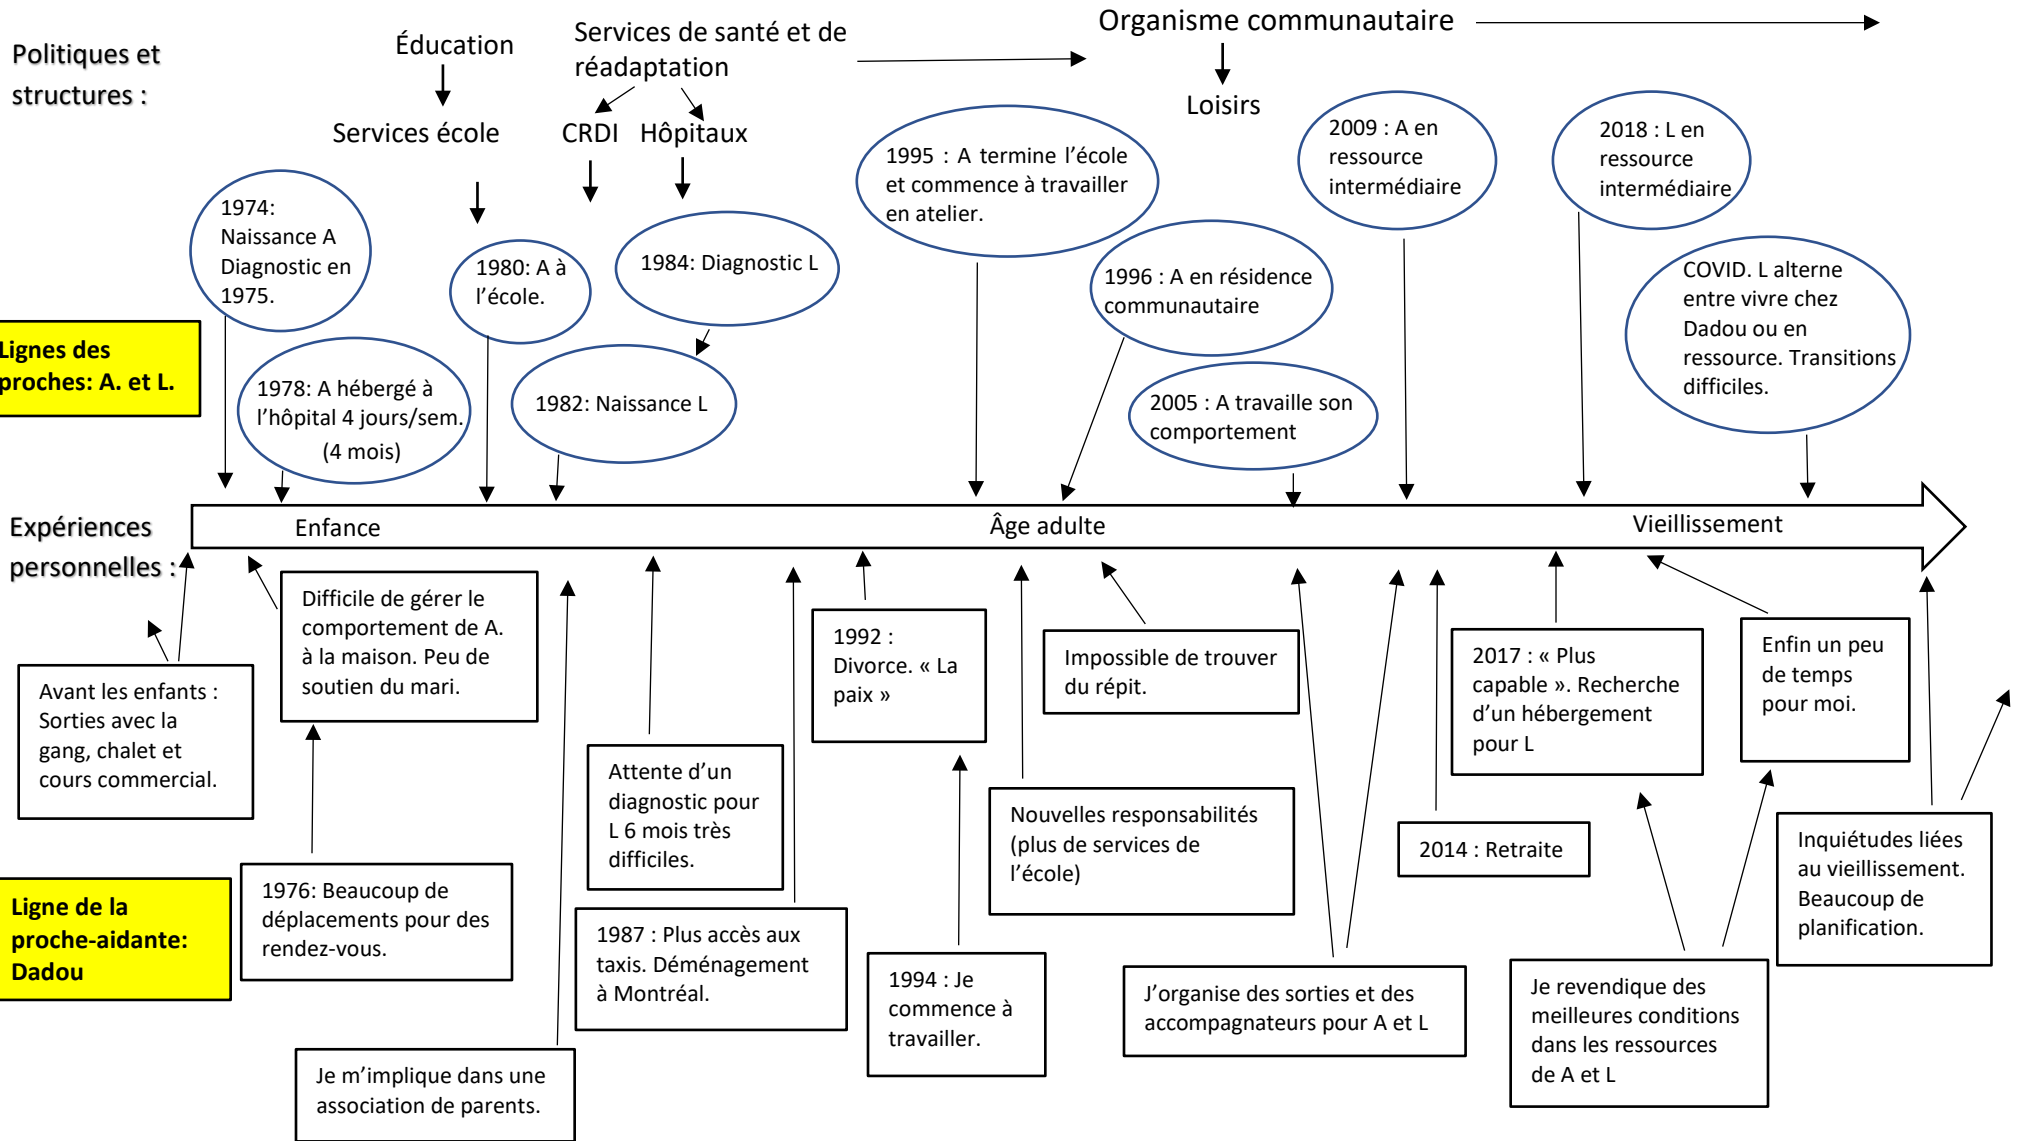 Politiques et
structures :
Éducation
Services école
Services de santé et de
réadaptation
CRDI
Hôpitaux
Organisme communautaire
Loisirs
1974:
Naissance A
Diagnostic en
1975.
1978: A hébergé à
l’hôpital 4 jours/sem.
(4 mois)
1980: A à
l’école.
1984: Diagnostic L
1982: Naissance L
1995 : A termine l’école
et commence à travailler
en atelier.
1996 : A en résidence
communautaire
2005 : A travaille son
comportement
2009 : A en
ressource
intermédiaire
2018 : L en
ressource
intermédiaire
COVID. L alterne
entre vivre chez
Dadou ou en
ressource. Transitions
difficiles.
Lignes des
proches: A. et L.
Expériences
personnelles :
Enfance
Âge adulte
Vieillissement
Avant les enfants :
Sorties avec la
gang, chalet et
cours commercial.
Difficile de gérer le
comportement de A.
à la maison. Peu de
soutien du mari.
1976: Beaucoup de
déplacements pour des
rendez-vous.
Je m’implique dans une
association de parents.
Attente d’un
diagnostic pour
L 6 mois très
difficiles.
1987 : Plus accès aux
taxis. Déménagement
à Montréal.
1992 :
Divorce. « La
paix »
1994 : Je
commence à
travailler.
Nouvelles responsabilités
(plus de services de
l’école)
Impossible de trouver
du répit.
J’organise des sorties et des
accompagnateurs pour A et L
2014 : Retraite
2017 : « Plus
capable ». Recherche
d’un hébergement
pour L
Je revendique des
meilleures conditions
dans les ressources
de A et L
Enfin un peu
de temps
pour moi.
Inquiétudes liées
au vieillissement.
Beaucoup de
planification.
Ligne de la
proche-aidante:
Dadou